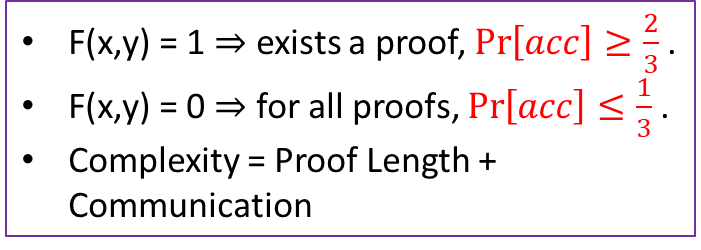 • F(x,y) = 1 ⇒ exists a proof, Pr[acc] ≥ 2/3 .
• F(x,y) = 0 ⇒ for all proofs, Pr[acc] ≤ 1/3 .
• Complexity = Proof Length +
Communication